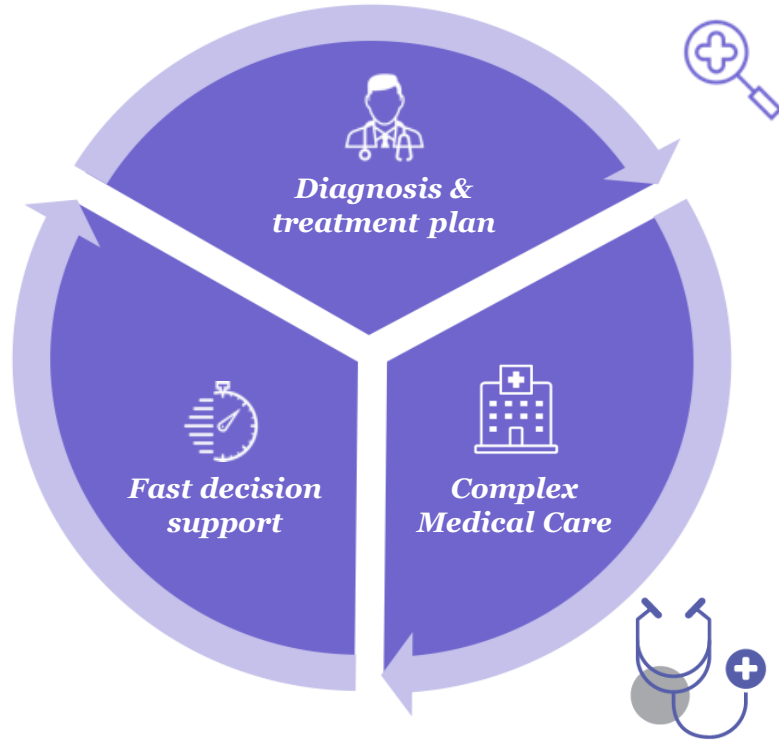 Diagnosis &
treatment plan
Fast decision
support
Complex
Medical Care